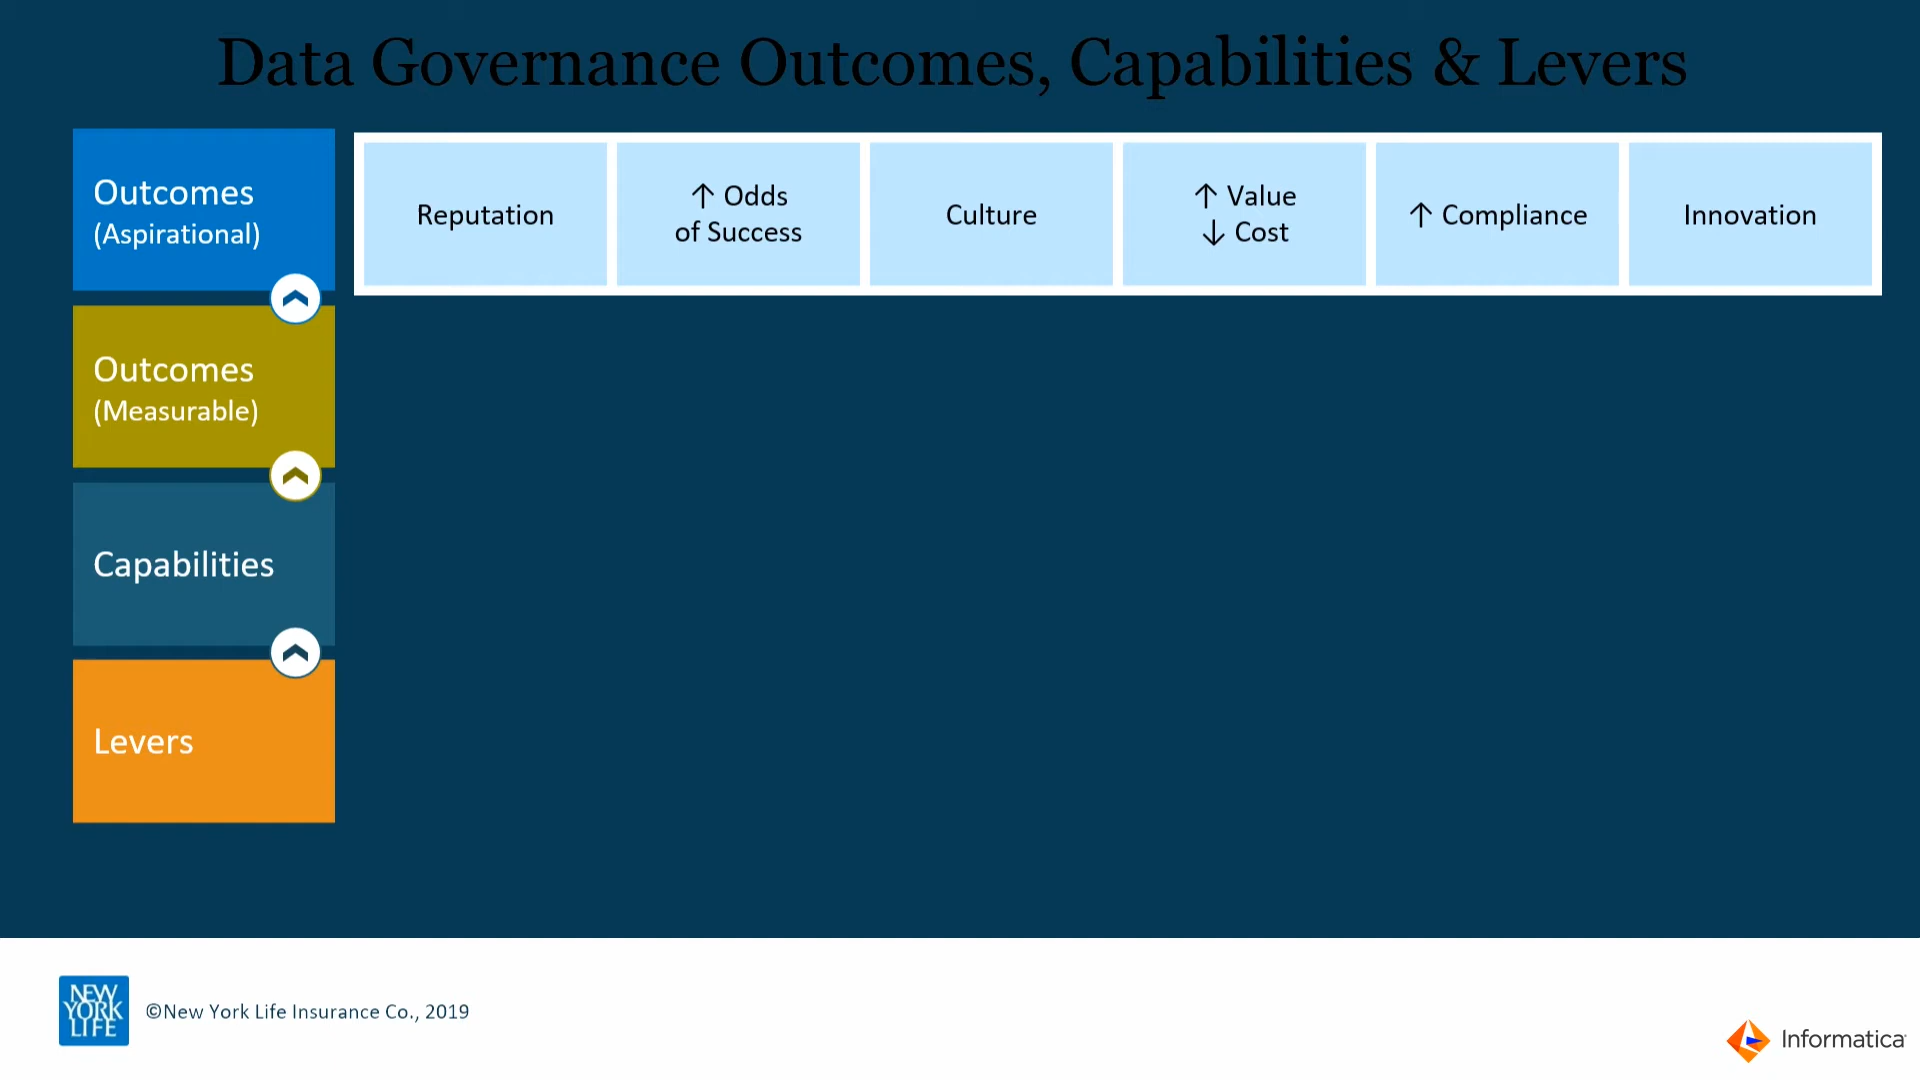 Data Governance Outcomes, Capabilities & Levers
Outcomes
(Aspirational)
Reputation
↑ Odds
of Success
Culture
↑ Value
↓ Cost
↑ Compliance
Innovation
Outcomes
(Measurable)
Capabilities
Levers
NEW
YORK
LIFE
©New York Life Insurance Co., 2019
Informatica